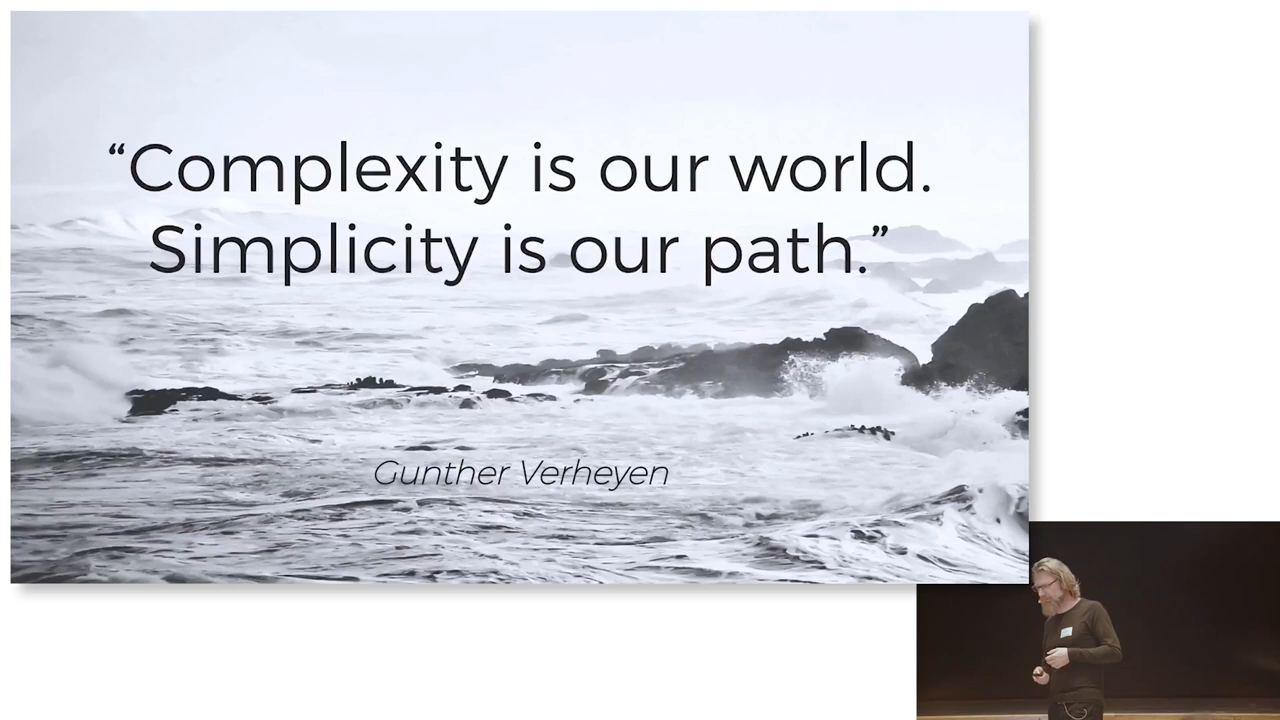 “Complexity is our world.
Simplicity is our path.”
Gunther Verheyen